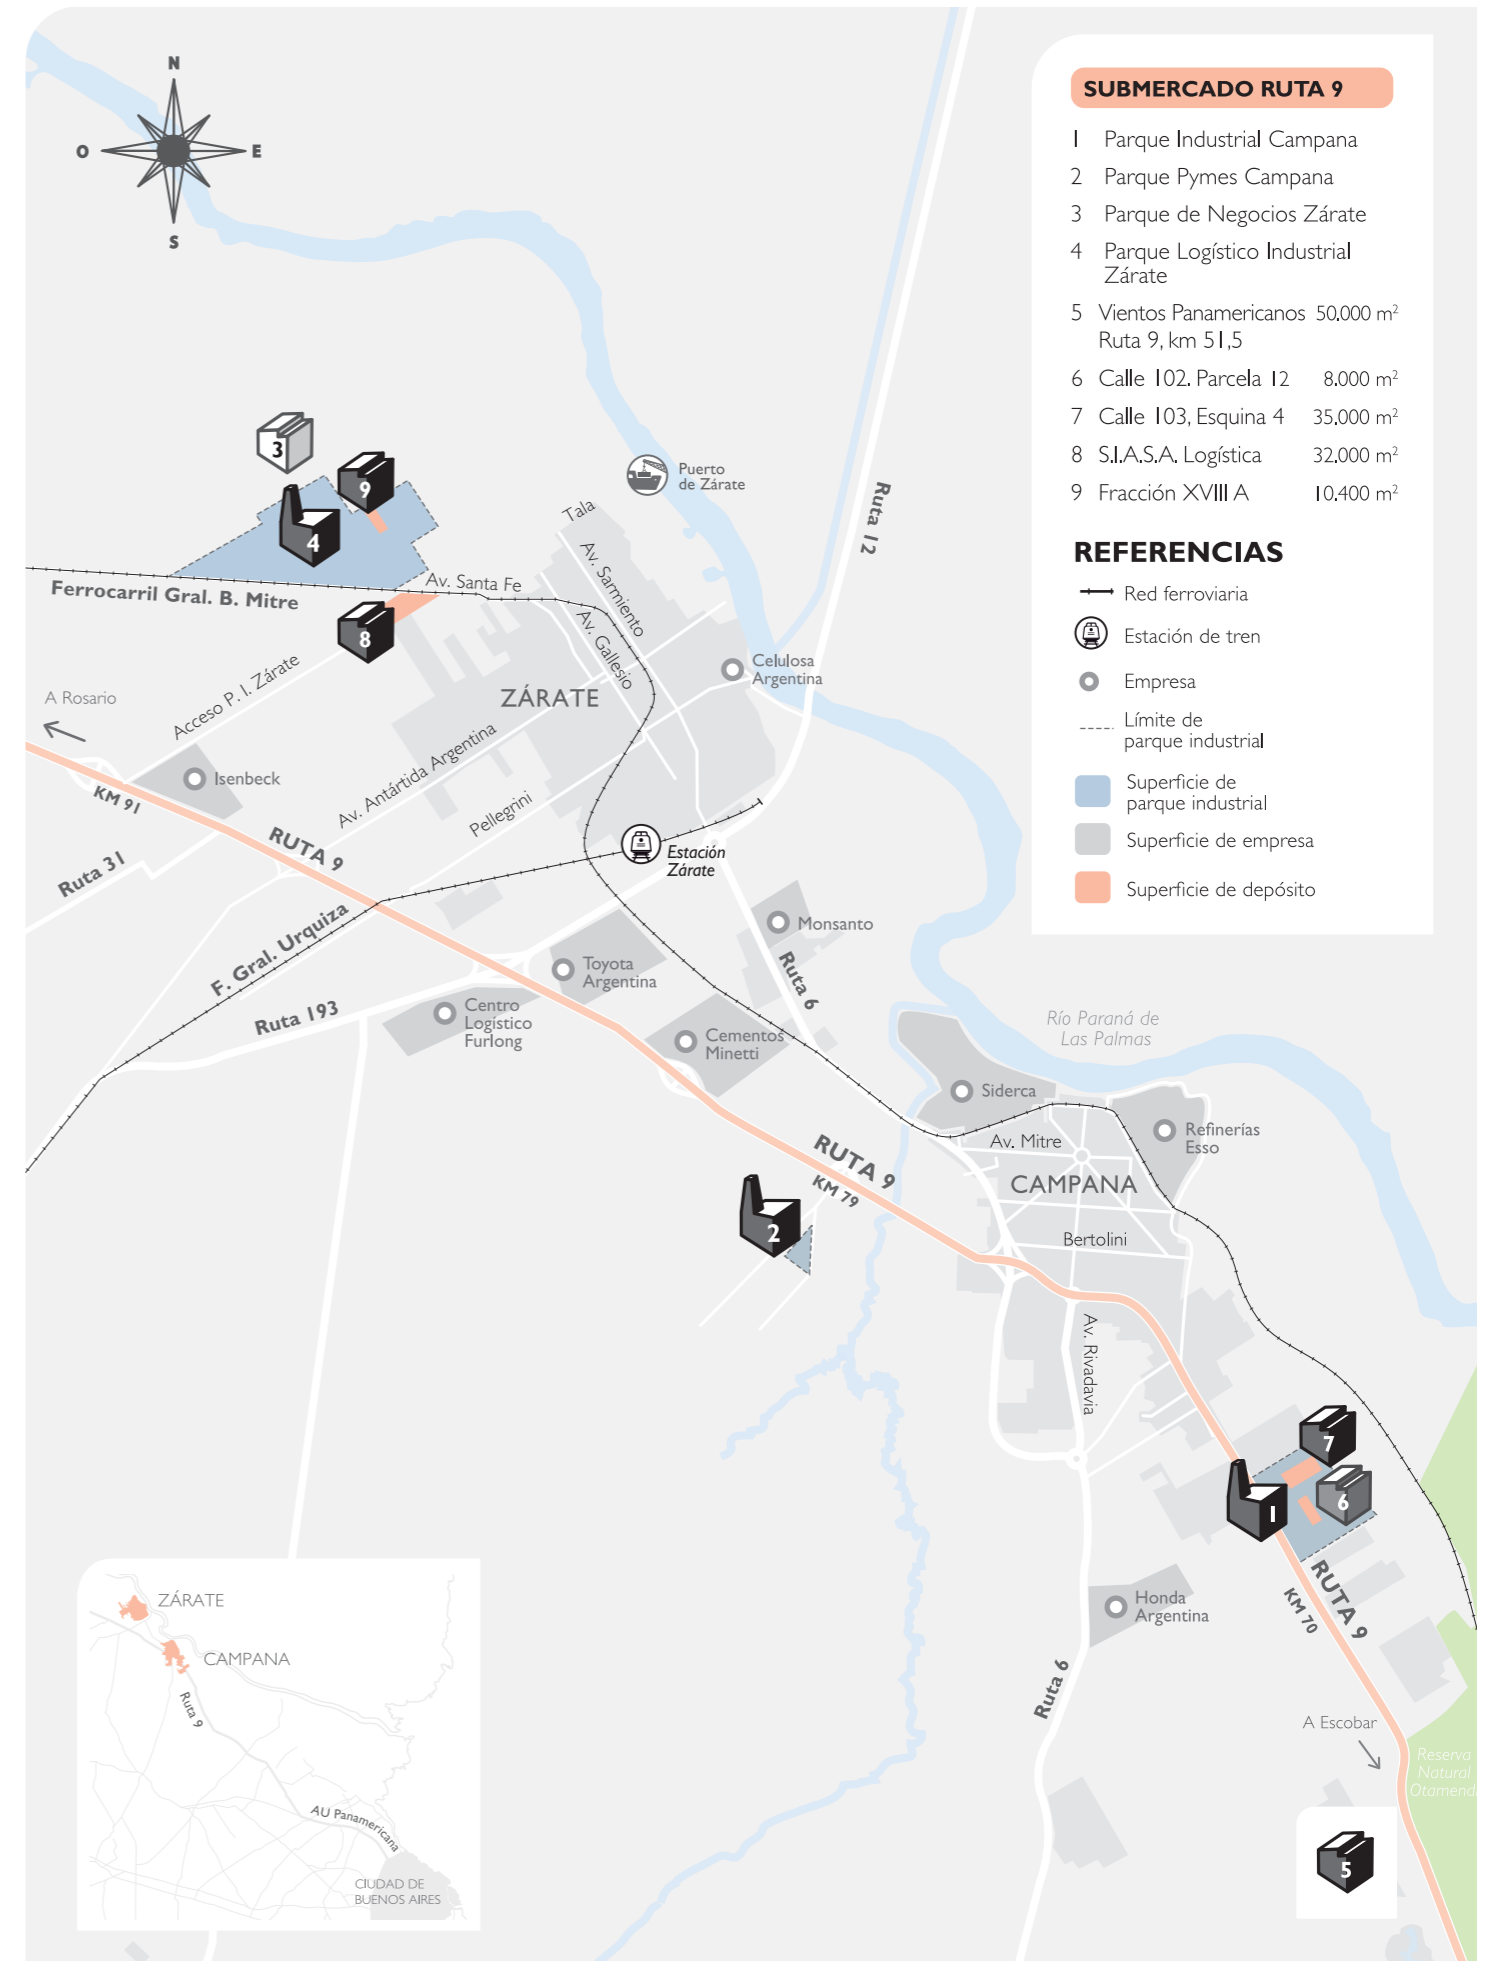 N
O
E
S
SUBMERCADO RUTA 9
1 Parque Industrial Campana
2 Parque Pymes Campana
3 Parque de Negocios Zárate
4 Parque Logístico Industrial
Zárate
5 Vientos Panamericanos 50.000 m²
Ruta 9, km 51,5
6 Calle 102. Parcela 12 8.000 m²
7 Calle 103, Esquina 4 35.000 m²
8 S.I.A.S.A. Logística 32.000 m²
9 Fracción XVIII A 10.400 m²
REFERENCIAS
Red ferroviaria
Estación de tren
Empresa
Límite de
parque industrial
Superficie de
parque industrial
Superficie de empresa
Superficie de depósito
3
9
4
8
Puerto
de Zárate
Ruta 12
Tala
Av. Sarmiento
Av. Santa Fe
Av. Gallesio
Ferrocarril Gral. B. Mitre
Celulosa
Argentina
ZÁRATE
Acceso P. I. Zárate
A Rosario
Isenbeck
KM 91
Av. Antártida Argentina
Pellegrini
RUTA 9
Ruta 31
Estación
Zárate
F. Gral. Urquiza
Ruta 193
Monsanto
Toyota
Argentina
Ruta 6
Centro
Logístico
Furlong
Cementos
Minetti
Río Paraná de
Las Palmas
Siderca
Refinerías
Esso
Av. Mitre
CAMPANA
RUTA 9
KM 79
2
Bertolini
Av. Rivadavia
7
6
1
RUTA 9
KM 70
Honda
Argentina
Ruta 6
A Escobar
Reserva
Natural
Otamendi
5
ZÁRATE
CAMPANA
Ruta 9
AU Panamericana
CIUDAD DE
BUENOS AIRES